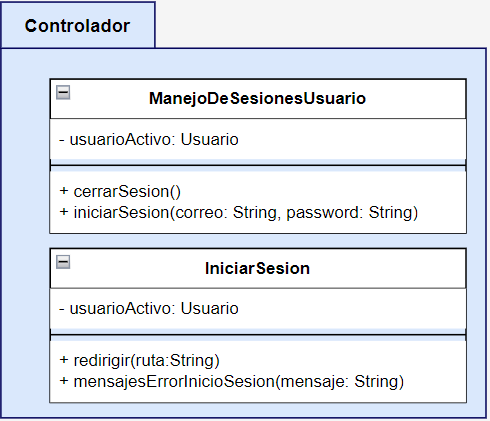 Controlador
ManejoDeSesionesUsuario
- usuarioActivo: Usuario
+ cerrarSesion()
+ iniciarSesion(correo: String, password: String)
IniciarSesion
- usuarioActivo: Usuario
+ redirigir(ruta:String)
+ mensajesErrorInicioSesion(mensaje: String)